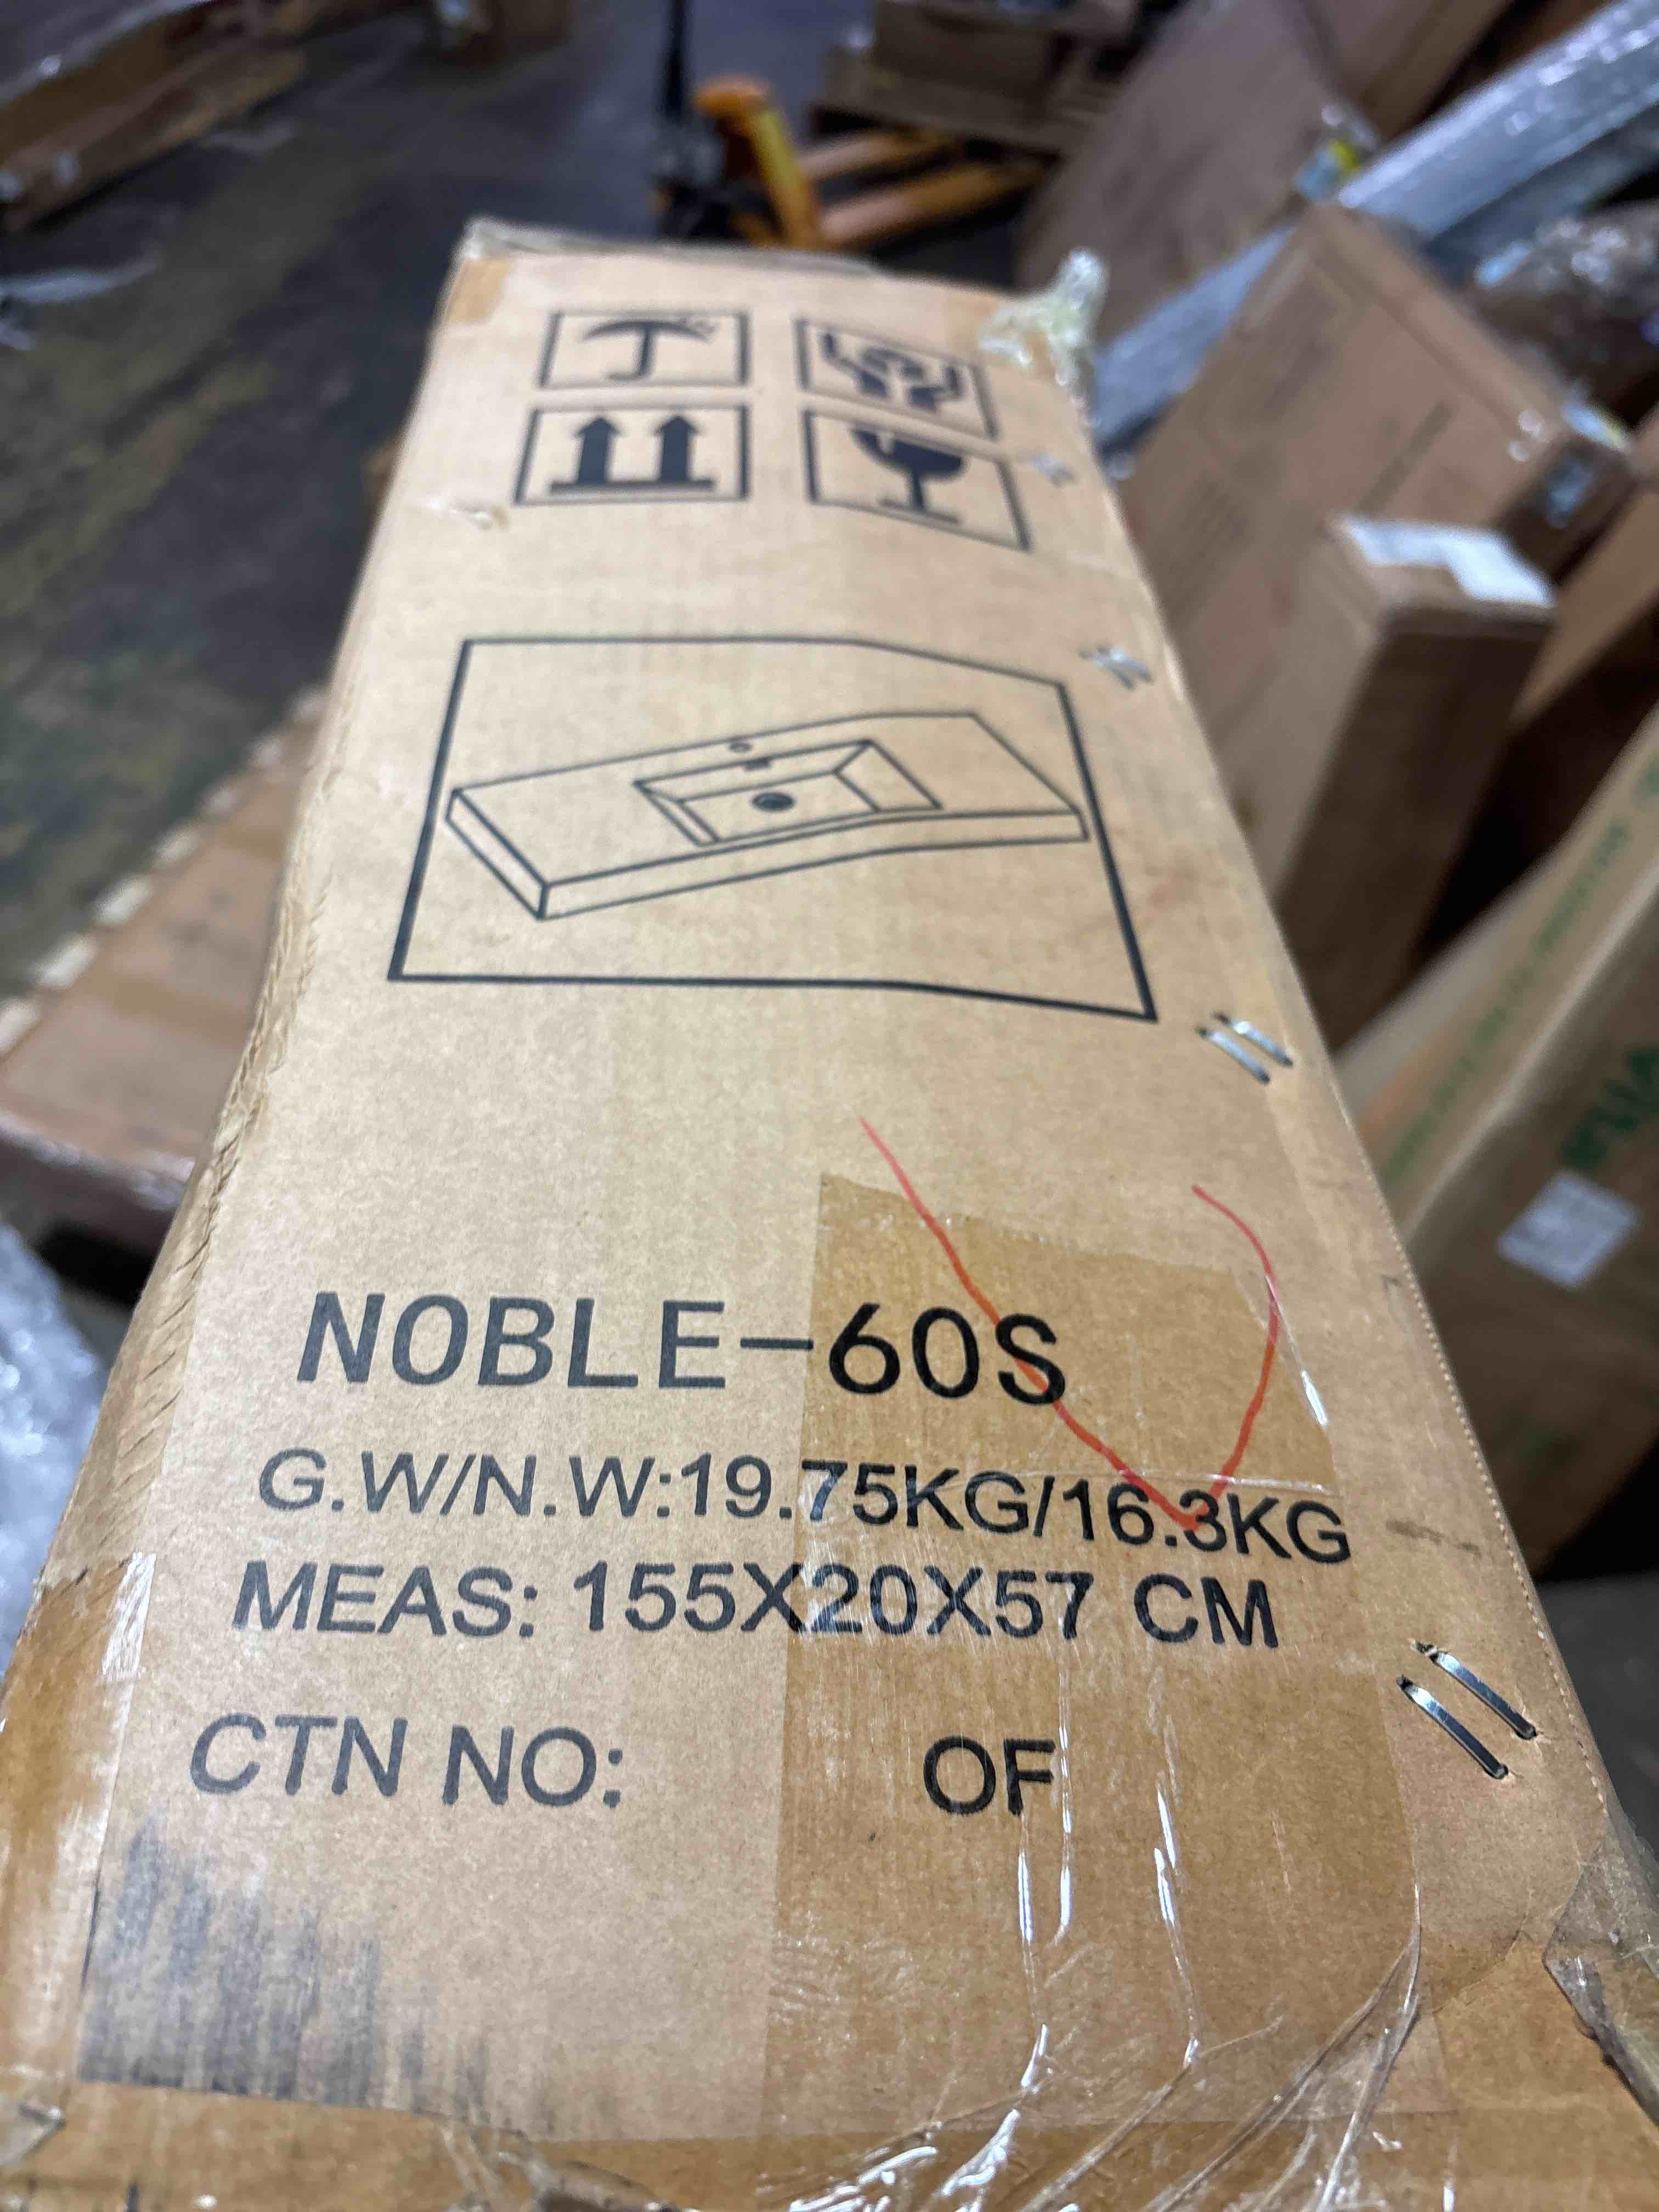 NOBLE-60S
G.W/N.W:19.75KG/16.3KG
MEAS: 155X20X57 CM
CTN NO: OF